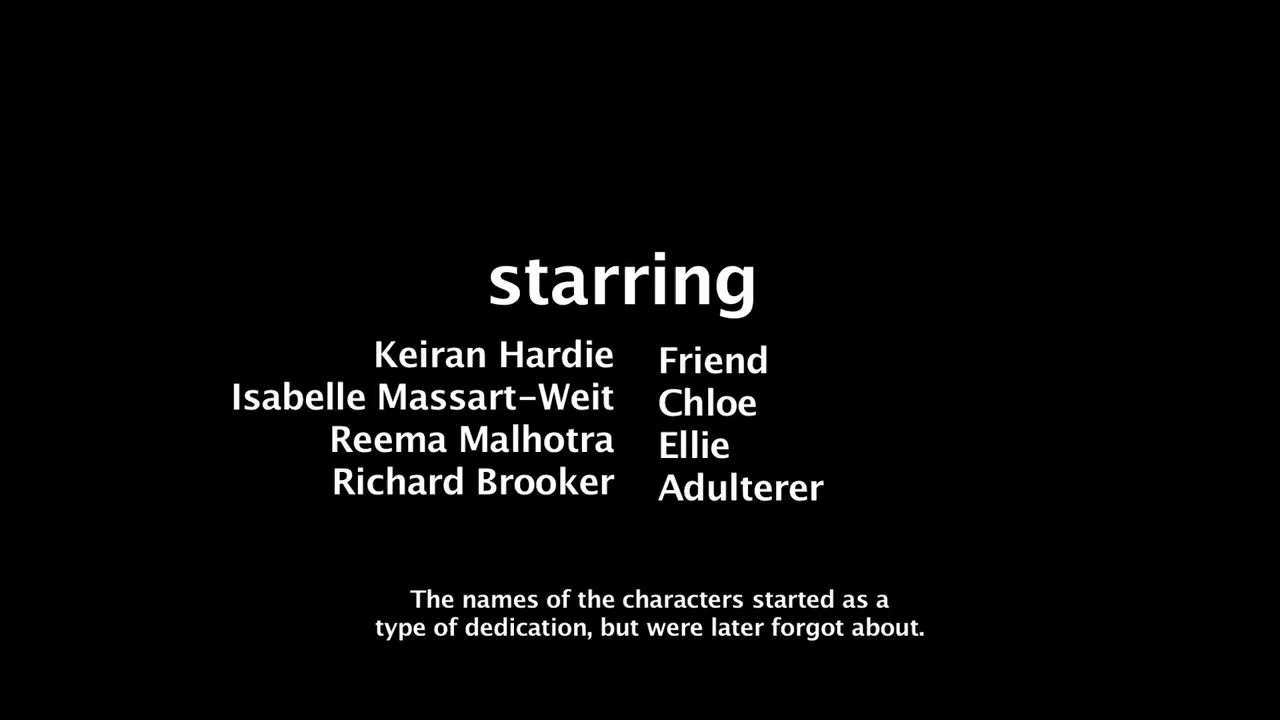 starring
Keiran Hardie Friend
Isabelle Massart-Weit Chloe
Reema Malhotra Ellie
Richard Brooker Adulterer
The names of the characters started as a
type of dedication, but were later forgot about.